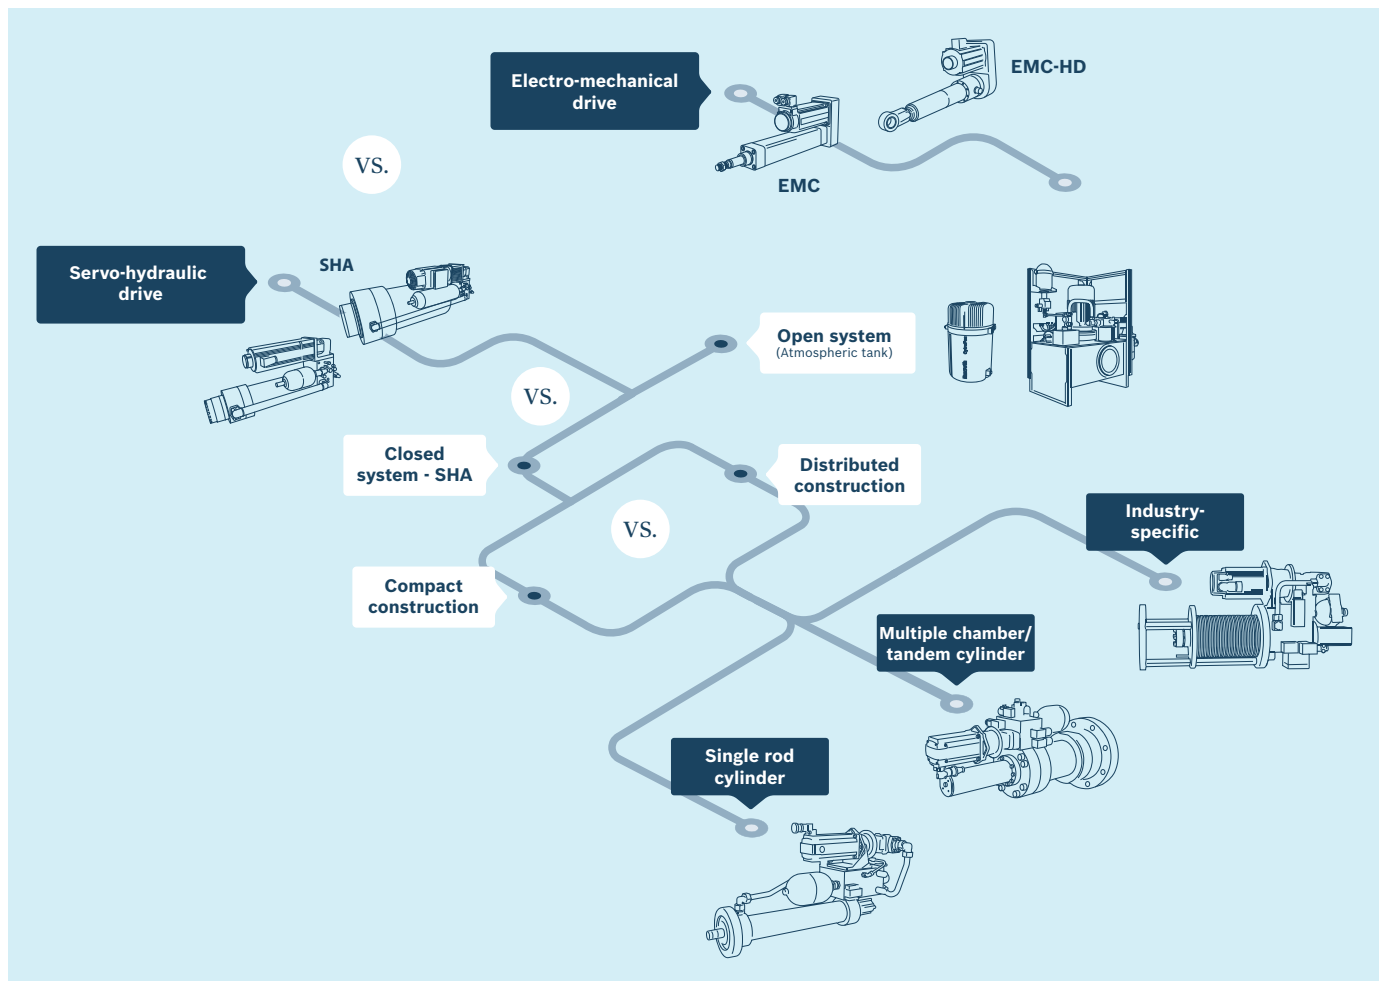 Electro-mechanical
drive
EMC-HD
EMC
VS.
Servo-hydraulic
drive
SHA
Open system
(Atmospheric tank)
VS.
Closed
system - SHA
Distributed
construction
VS.
Compact
construction
Industry-
specific
Multiple chamber/
tandem cylinder
Single rod
cylinder